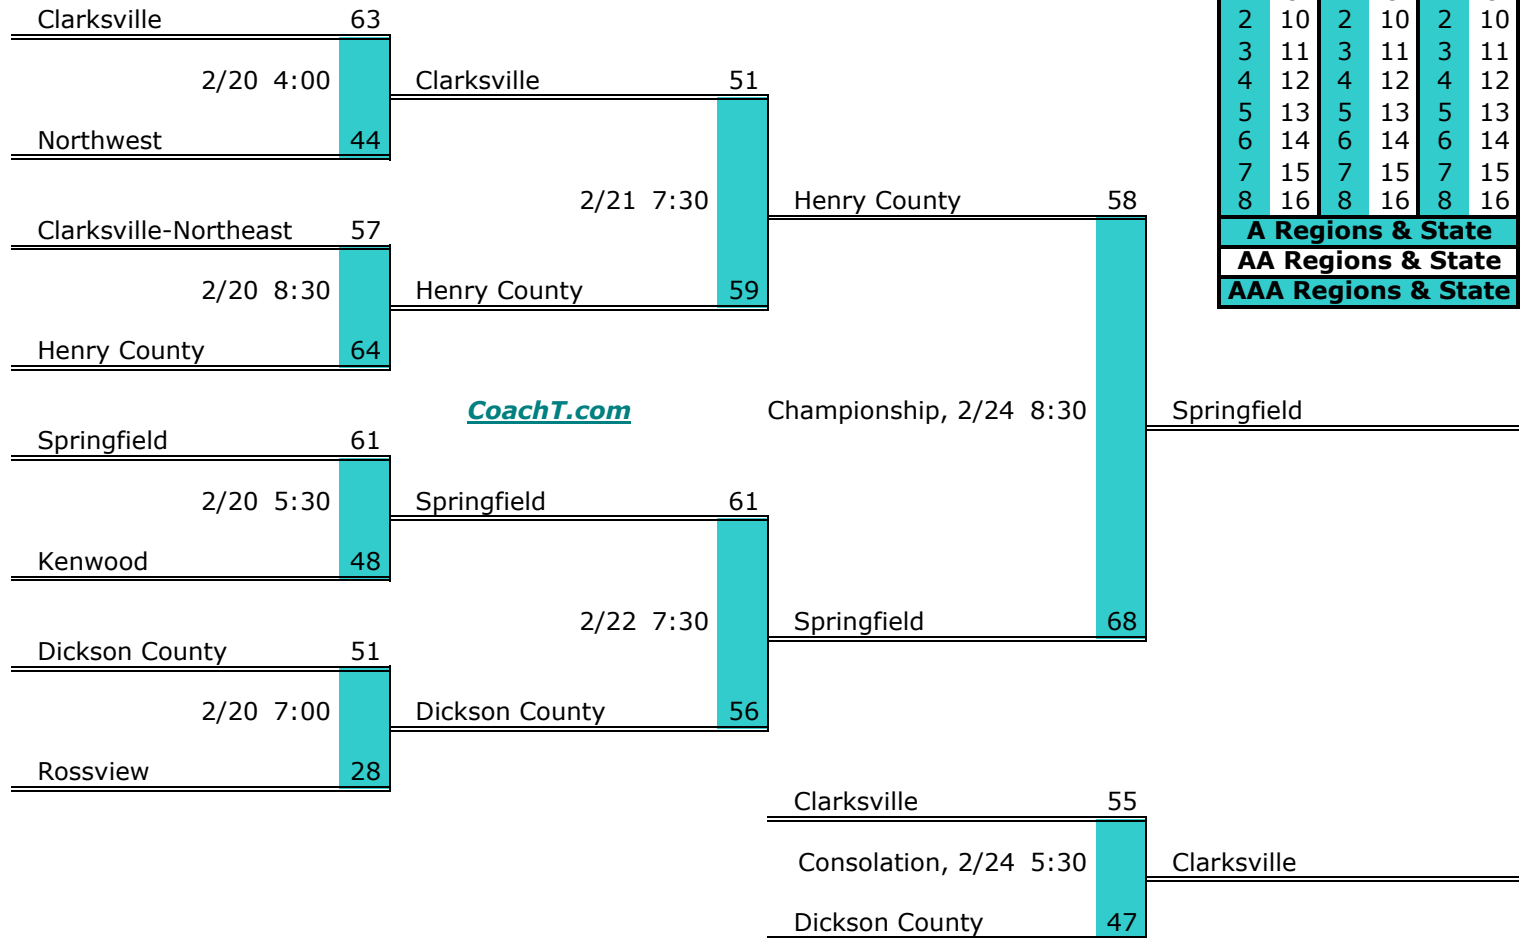 Clarksville 63
2 10 2 10 2 10
3 11 3 11 3 11
2/20 4:00 Clarksville 51
4 12 4 12 4 12
5 13 5 13 5 13
Northwest 44
6 14 6 14 6 14
7 15 7 15 7 15
2/21 7:30 Henry County 58
8 16 8 16 8 16
Clarksville-Northeast 57
A Regions & State
AA Regions & State
2/20 8:30 Henry County 59
AAA Regions & State
Henry County 64
CoachT.com Championship, 2/24 8:30 Springfield
Springfield 61
2/20 5:30 Springfield 61
Kenwood 48
2/22 7:30 Springfield 68
Dickson County 51
2/20 7:00 Dickson County 56
Rossview 28
Clarksville 55
Consolation, 2/24 5:30 Clarksville
Dickson County 47